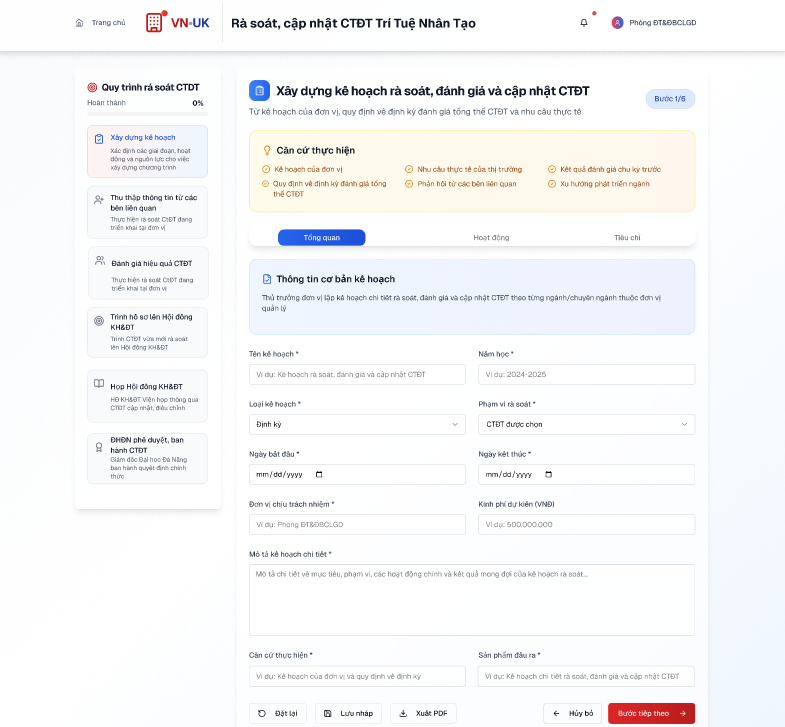 Trang chủ
VN-UK
Rà soát, cập nhật CTĐT Trí Tuệ Nhân Tạo
Phòng ĐT&ĐBCLGD
Quy trình rà soát CTDT
Hoàn thành 0%
Xây dựng kế hoạch
Xác định các giai đoạn, hoạt
động và nguồn lực cho việc
xây dựng chương trình
Thu thập thông tin từ các
bên liên quan
Thực hiện rà soát CtĐT đang
triển khai tại đơn vị
Đánh giá hiệu quả CTĐT
Thực hiện rà soát CtĐT đang
triển khai tại đơn vị
Trình hồ sơ lên Hội đồng
KH&ĐT
Trình CTĐT vừa mới rà soát
lên Hội đồng KH&ĐT
Họp Hội đồng KH&ĐT
HĐ KH&ĐT Viện họp thông qua
CTĐT cập nhật, điều chỉnh
ĐHĐN phê duyệt, ban
hành CTĐT
Giám đốc Đại học Đà Nẵng
ban hành quyết định chính
thức
Xây dựng kế hoạch rà soát, đánh giá và cập nhật CTĐT
Từ kế hoạch của đơn vị, quy định về định kỳ đánh giá tổng thể CTĐT và nhu cầu thực tế
Bước 1/6
Căn cứ thực hiện
Kế hoạch của đơn vị
Nhu cầu thực tế của thị trường
Kết quả đánh giá chu kỳ trước
Quy định về định kỳ đánh giá tổng
thể CTĐT
Phản hồi từ các bên liên quan
Xu hướng phát triển ngành
Tổng quan
Hoạt động
Tiêu chí
Thông tin cơ bản kế hoạch
Thủ trưởng đơn vị lập kế hoạch chi tiết rà soát, đánh giá và cập nhật CTĐT theo từng ngành/chuyên ngành thuộc đơn vị
quản lý
Tên kế hoạch *
Năm học *
Ví dụ: Kế hoạch rà soát, đánh giá và cập nhật CTĐT
Ví dụ: 2024-2025
Loại kế hoạch *
Phạm vi rà soát *
Định kỳ
CTĐT được chọn
Ngày bắt đầu *
Ngày kết thúc *
mm/dd/yyyy
mm/dd/yyyy
Đơn vị chịu trách nhiệm *
Kinh phí dự kiến (VNĐ)
Ví dụ: Phòng ĐT&ĐBCLGD
Ví dụ: 500.000.000
Mô tả kế hoạch chi tiết *
Mô tả chi tiết về mục tiêu, phạm vi, các hoạt động chính và kết quả mong đợi của kế hoạch rà soát...
Căn cứ thực hiện *
Sản phẩm đầu ra *
Ví dụ: Kế hoạch của đơn vị và quy định về định kỳ
Ví dụ: Kế hoạch chi tiết rà soát, đánh giá và cập nhật CTĐT
Đặt lại
Lưu nháp
Xuất PDF
Hủy bỏ
Bước tiếp theo